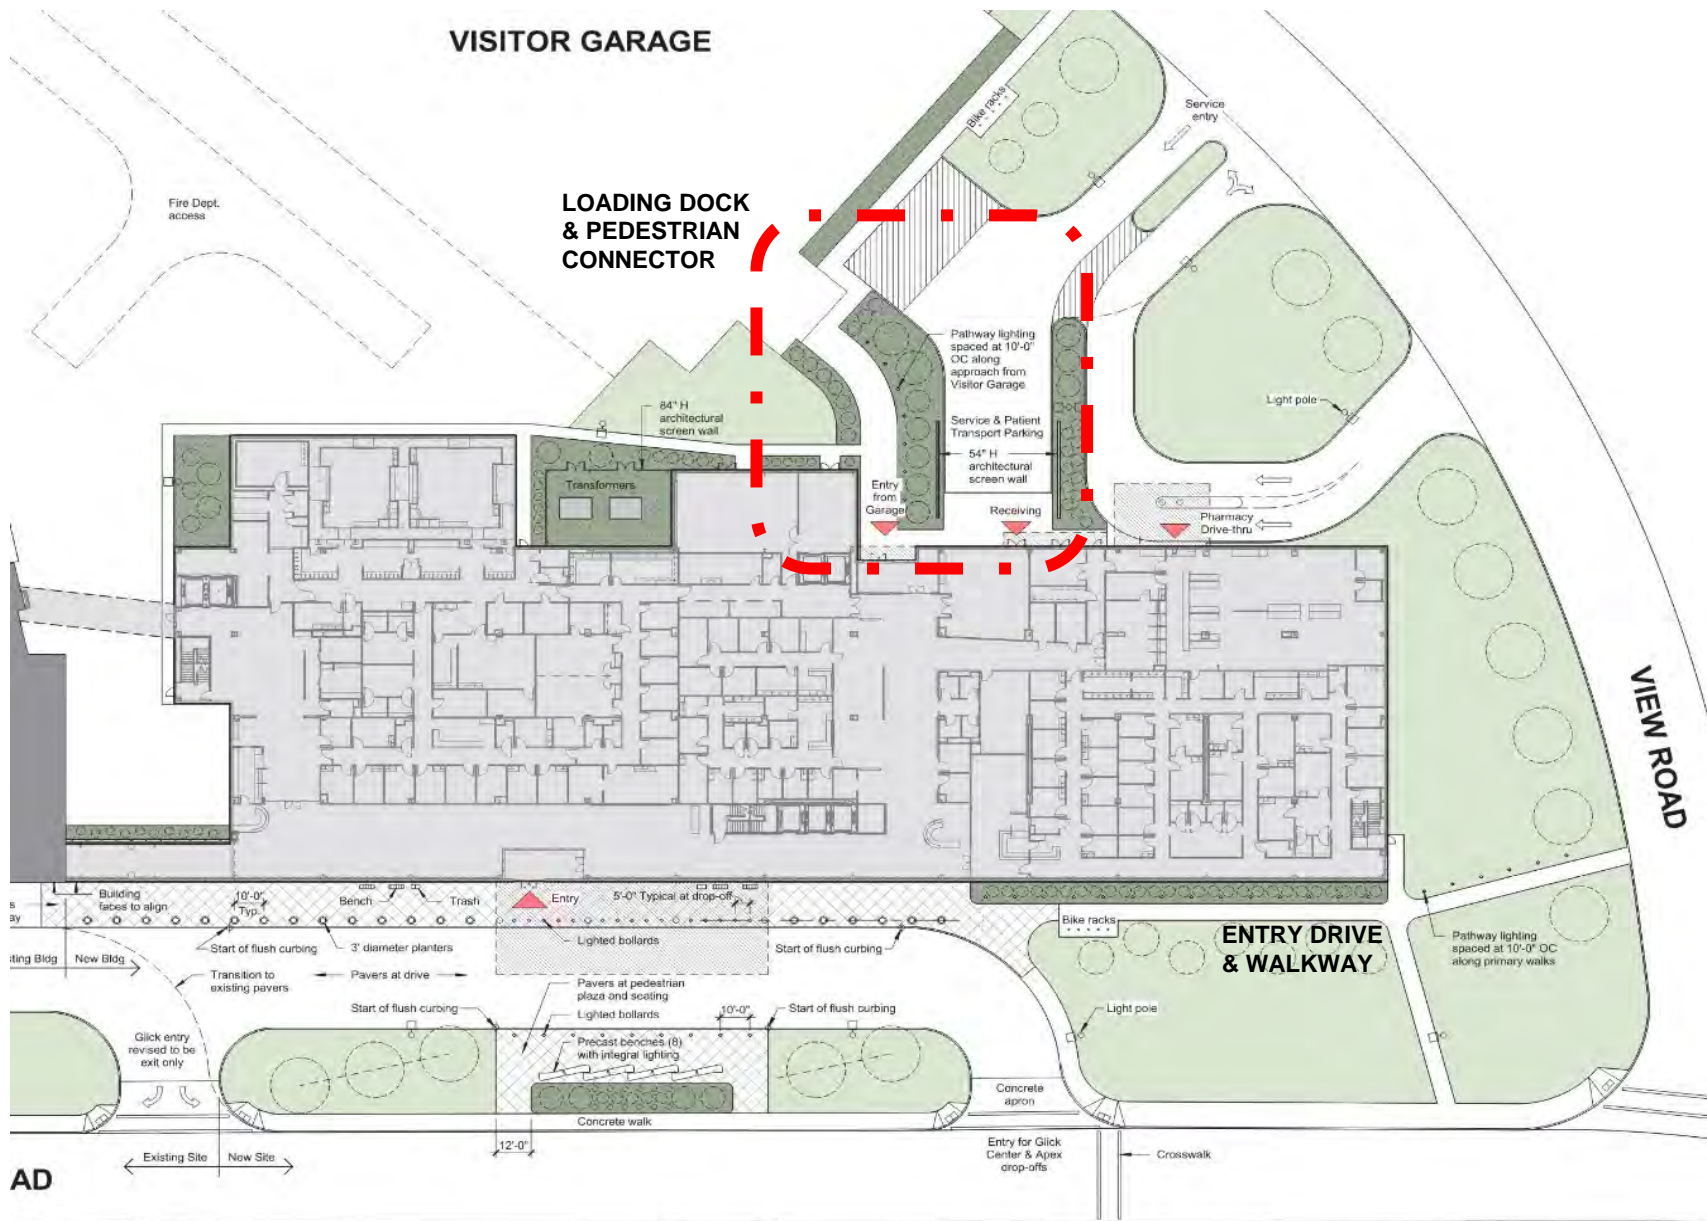 VISITOR GARAGE
Bike racks
Service
entry
Fire Dept.
access
LOADING DOCK
& PEDESTRIAN
CONNECTOR
Pathway lighting
spaced at 10'-0"
OC along
approach from
Visitor Garage
84" H
architectural
screen wall
Light pole
Service & Patient
Transport Parking
54" H
architectural
screen wall
Transformers
Entry
from
Garage
Receiving
Pharmacy
Drive-thru
VIEW ROAD
Building
faces to align
10'-0"
Typ.
Bench
Trash
Entry
5'-0" Typical at drop-off
Start of flush curbing
3' diameter planters
Lighted bollards
Start of flush curbing
Bike racks
ENTRY DRIVE
& WALKWAY
Pathway lighting
spaced at 10'-0" OC
along primary walks
New Bldg
Transition to
existing pavers
Pavers at drive
Pavers at pedestrian
plaza and seating
Start of flush curbing
Lighted bollards
10'-0"
Start of flush curbing
Light pole
Glick entry
revised to be
exit only
Precast benches (8)
with integral lighting
Concrete
apron
Concrete walk
12'-0"
Existing Site
New Site
Entry for Glick
Center & Apex
drop-offs
Crosswalk
AD